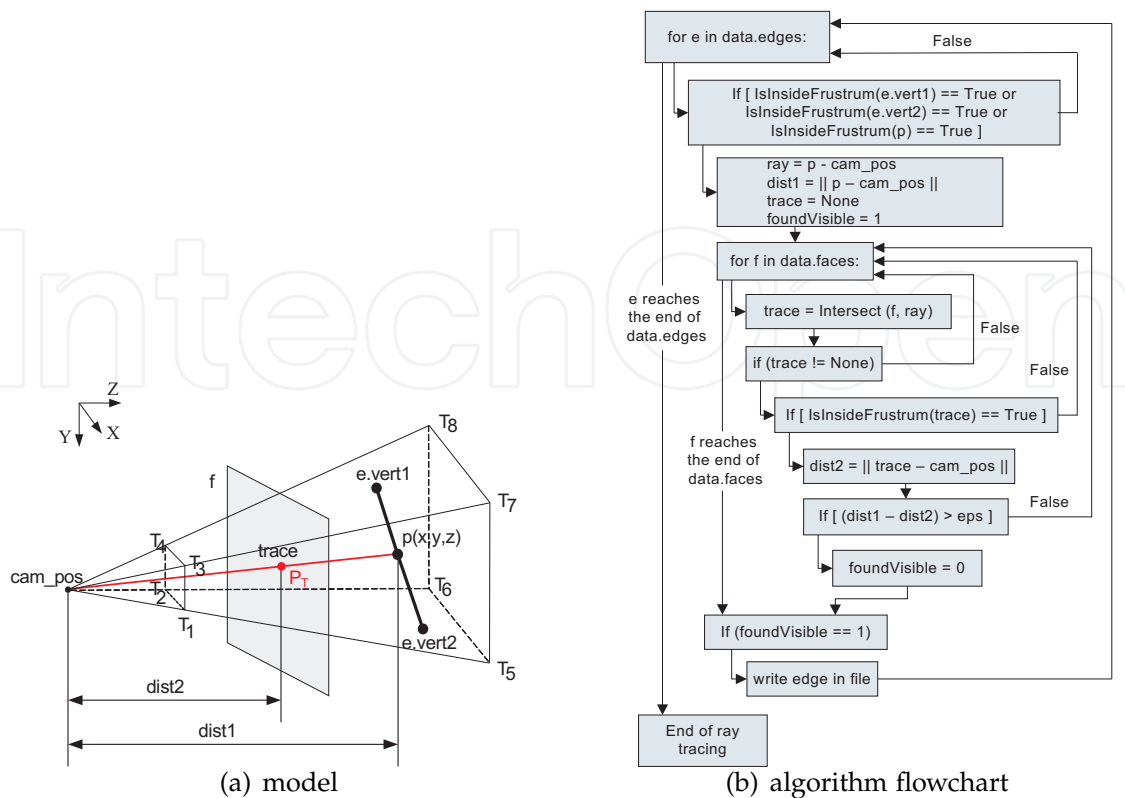 IntechOpen
Z
X
Y
T8
e.vert1
f
T7
p(x,y,z)
T4
trace
T3
cam_pos
PT
T2
T6
T1
e.vert2
T5
dist2
dist1
(a) model
for e in data.edges:
False
If [ IsInsideFrustrum(e.vert1) == True or
IsInsideFrustrum(e.vert2) == True or
IsInsideFrustrum(p) == True ]
ray = p - cam_pos
dist1 = || p – cam_pos ||
trace = None
foundVisible = 1
for f in data.faces:
e reaches
the end of
data.edges
trace = Intersect (f, ray)
False
if (trace != None)
False
If [ IsInsideFrustrum(trace) == True ]
f reaches
the end of
data.faces
dist2 = || trace – cam_pos ||
False
If [ (dist1 – dist2) > eps ]
foundVisible = 0
If (foundVisible == 1)
write edge in file
End of ray
tracing
(b) algorithm flowchart